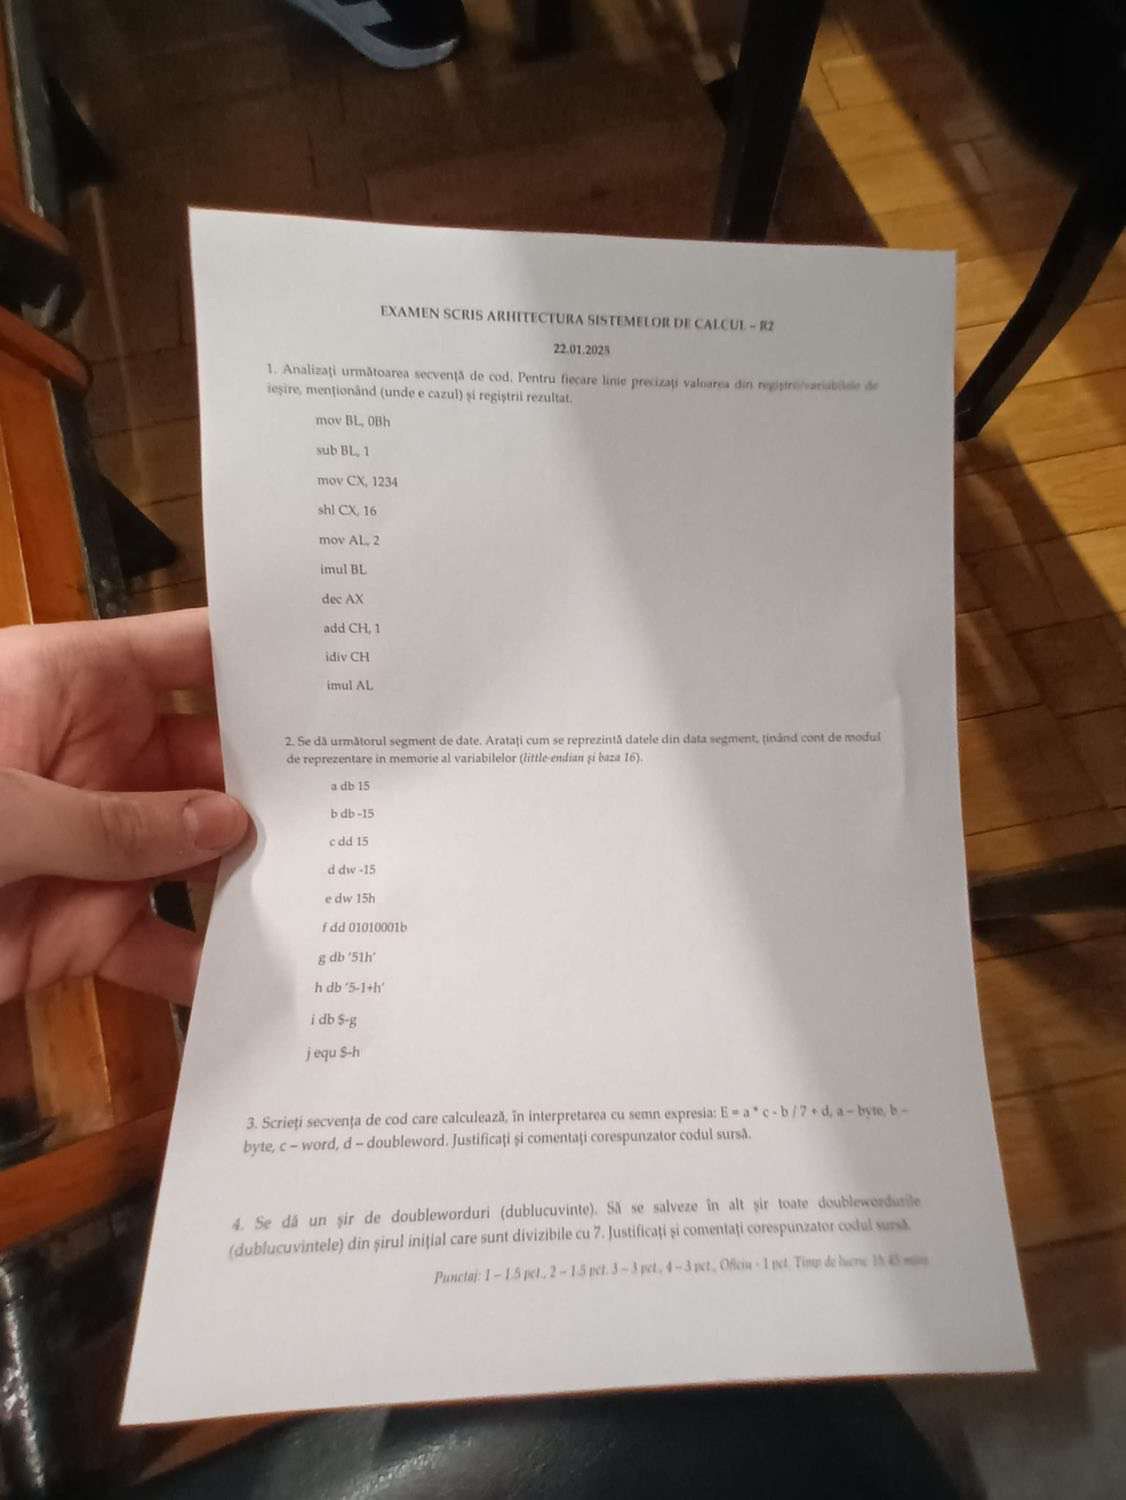 EXAMEN SCRIS ARHITECTURA SISTEMELOR DE CALCUL – R2
22.01.2025
1. Analizați următoarea secvență de cod. Pentru fiecare linie precizați valoarea din regiștrii/variabilele de
ieșire, menționând (unde e cazul) și regiștrii rezultat.
mov BL, 0Bh
sub BL, 1
mov CX, 1234
shl CX, 16
mov AL, 2
imul BL
dec AX
add CH, 1
idiv CH
imul AL
2. Se dă următorul segment de date. Aratați cum se reprezintă datele din data segment, ținând cont de modul
de reprezentare in memorie al variabilelor (little-endian și baza 16).
a db 15
b db -15
c dd 15
d dw -15
e dw 15h
f dd 01010001b
g db '51h'
h db '5-1+h'
i db $-g
j equ $-h
3. Scrieți secvența de cod care calculează, în interpretarea cu semn expresia: E = a * c - b / 7 + d, a – byte, b –
byte, c – word, d – doubleword. Justificați și comentați corespunzator codul sursă.
4. Se dă un șir de doubleworduri (dublucuvinte). Să se salveze în alt șir toate doublewordurile
(dublucuvintele) din șirul inițial care sunt divizibile cu 7. Justificați și comentați corespunzator codul sursă.
Punctaj: 1 – 1.5 pct., 2 – 1.5 pct. 3 – 3 pct., 4 – 3 pct., Oficiu - 1 pct. Timp de lucru: 1h